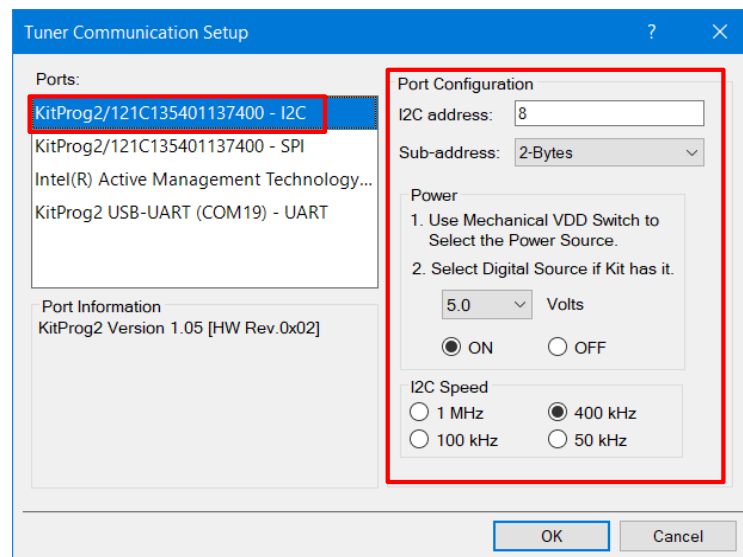 Tuner Communication Setup
Ports:
KitProg2/121C135401137400 - I2C
KitProg2/121C135401137400 - SPI
Intel(R) Active Management Technology...
KitProg2 USB-UART (COM19) - UART
Port Information
KitProg2 Version 1.05 [HW Rev.0x02]
Port Configuration
I2C address: 8
Sub-address: 2-Bytes
Power
1. Use Mechanical VDD Switch to
Select the Power Source.
2. Select Digital Source if Kit has it.
5.0 Volts
ON OFF
I2C Speed
1 MHz 400 kHz
100 kHz 50 kHz
OK Cancel